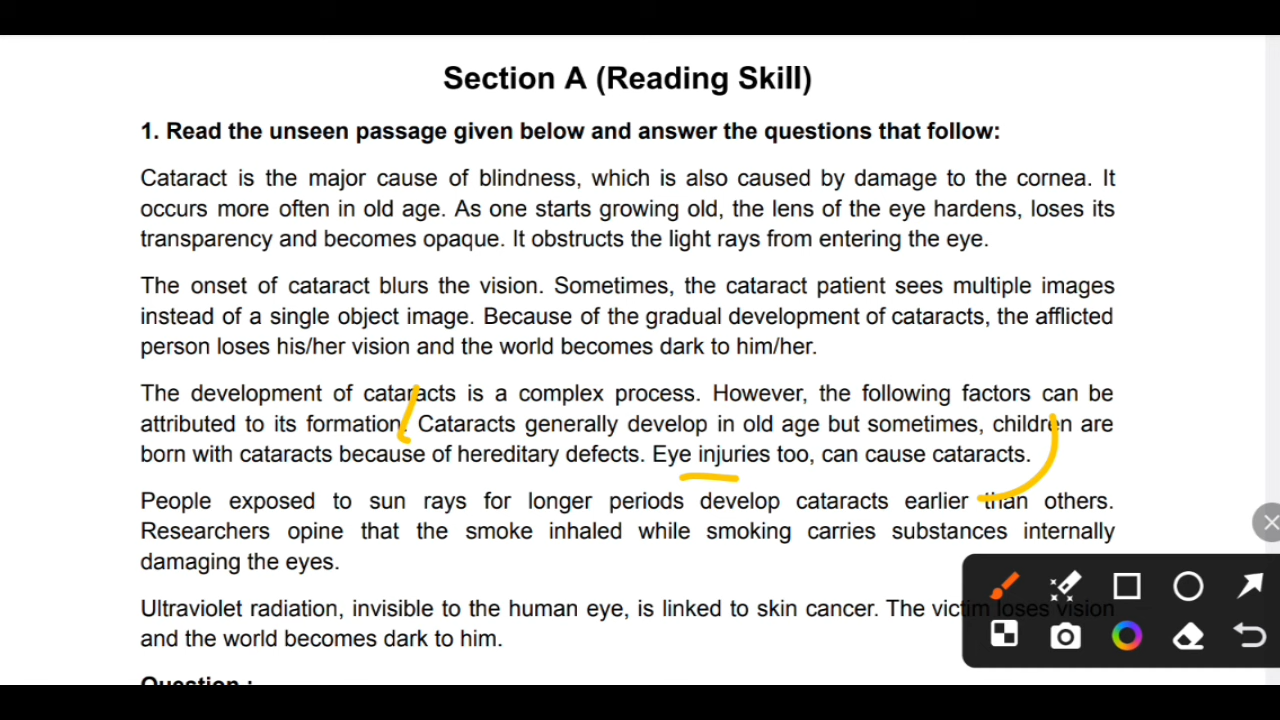 Section A (Reading Skill)
1. Read the unseen passage given below and answer the questions that follow:
Cataract is the major cause of blindness, which is also caused by damage to the cornea. It
occurs more often in old age. As one starts growing old, the lens of the eye hardens, loses its
transparency and becomes opaque. It obstructs the light rays from entering the eye.
The onset of cataract blurs the vision. Sometimes, the cataract patient sees multiple images
instead of a single object image. Because of the gradual development of cataracts, the afflicted
person loses his/her vision and the world becomes dark to him/her.
The development of cataracts is a complex process. However, the following factors can be
attributed to its formation. Cataracts generally develop in old age but sometimes, children are
born with cataracts because of hereditary defects. Eye injuries too, can cause cataracts.
People exposed to sun rays for longer periods develop cataracts earlier than others.
Researchers opine that the smoke inhaled while smoking carries substances internally
damaging the eyes.
Ultraviolet radiation, invisible to the human eye, is linked to skin cancer. The victim loses vision
and the world becomes dark to him.
Question :